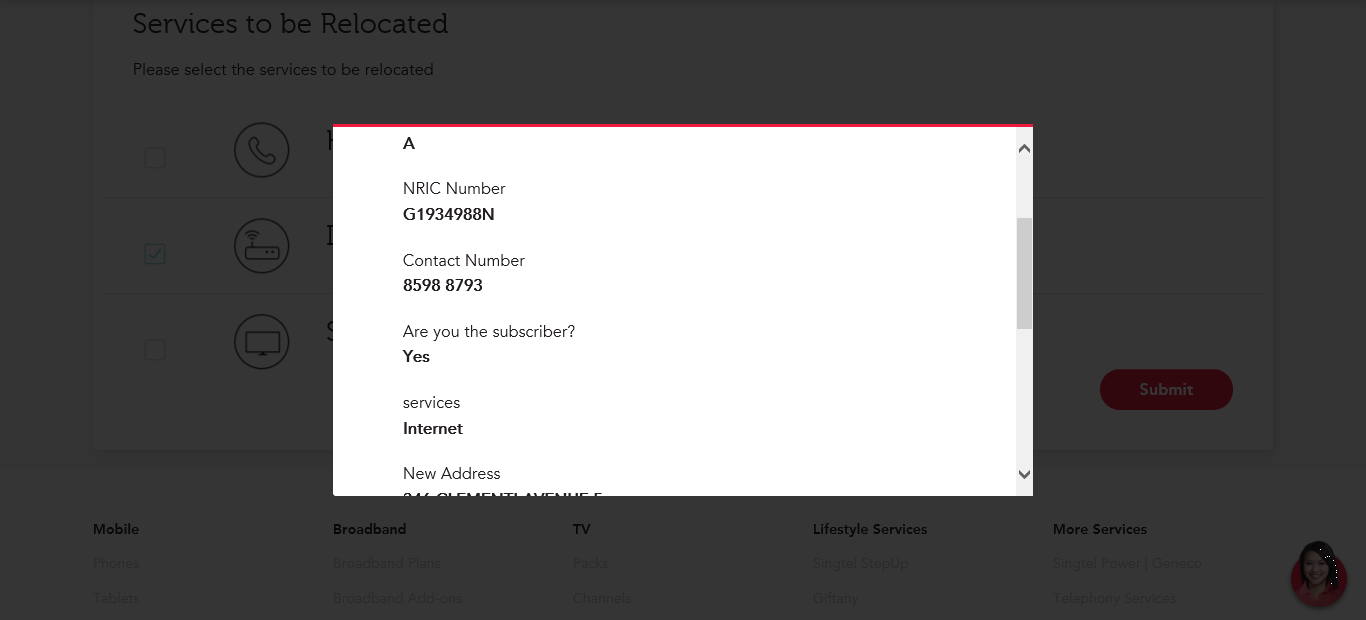 Services to be Relocated
Please select the services to be relocated
A
NRIC Number
G1934988N
Contact Number
8598 8793
Are you the subscriber?
Yes
services
Internet
New Address
Submit
Mobile
Broadband
TV
Lifestyle Services
More Services
Phones
Broadband Plans
Packs
Singtel StepUp
Singtel Power | Geneco
Tablets
Broadband Add-ons
Channels
Giftany
Telephony Services